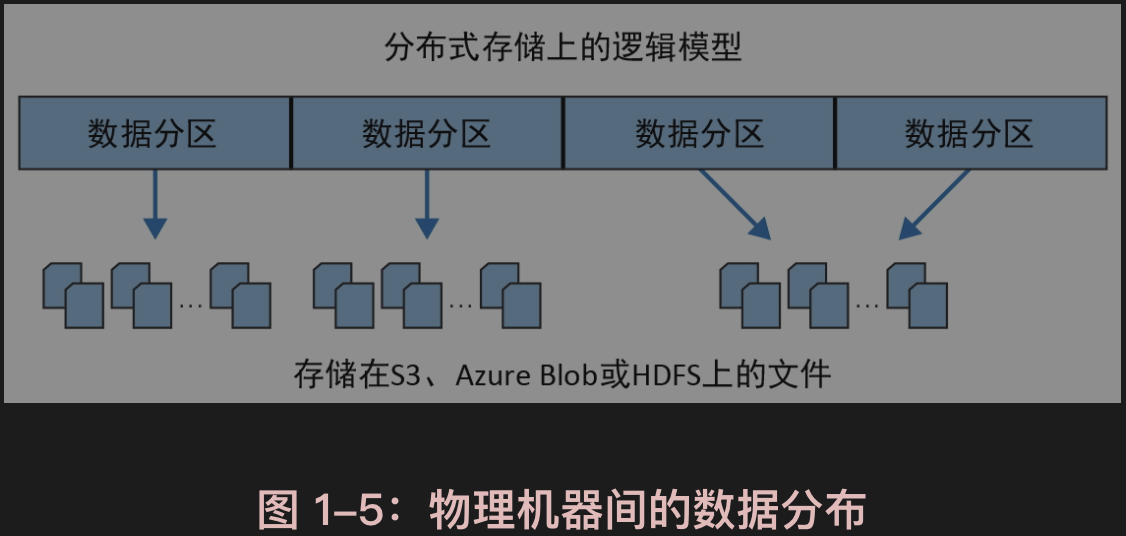 分布式存储上的逻辑模型
数据分区 数据分区 数据分区 数据分区
... ... ...
存储在S3、Azure Blob或HDFS上的文件
图 1–5：物理机器间的数据分布